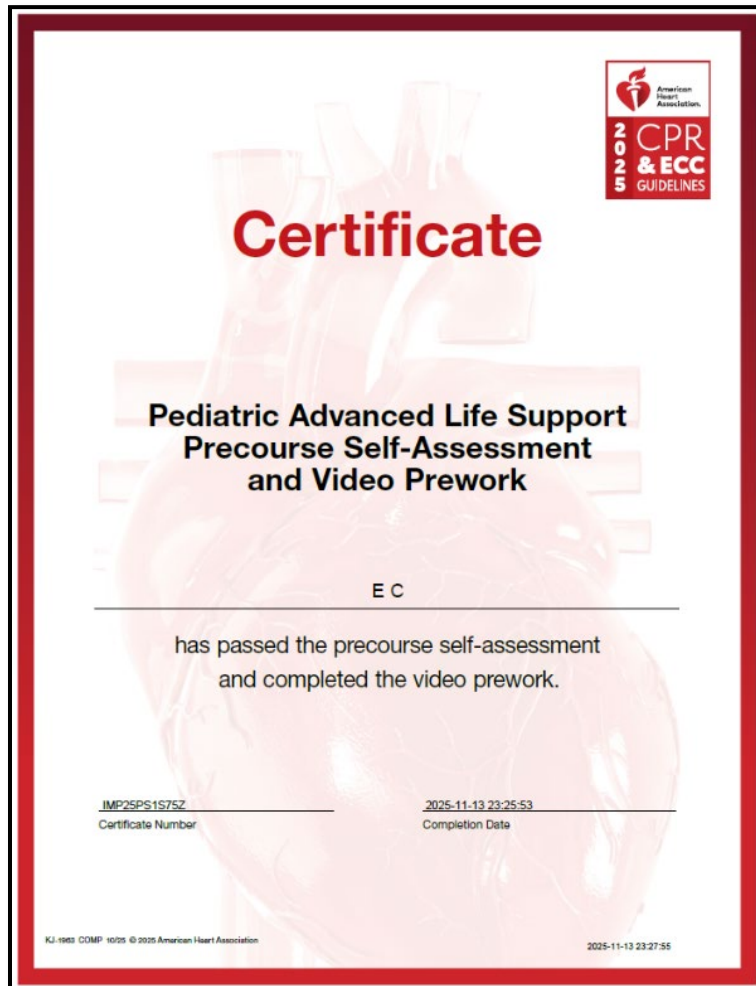 American
Heart
Association.
2025
CPR
& ECC
GUIDELINES
Certificate
Pediatric Advanced Life Support
Precourse Self-Assessment
and Video Prework
E C
has passed the precourse self-assessment
and completed the video prework.
IMP25PS1S75Z 2025-11-13 23:25:53
Certificate Number Completion Date
KJ-1963 COMP 10/25 © 2025 American Heart Association 2025-11-13 23:27:55